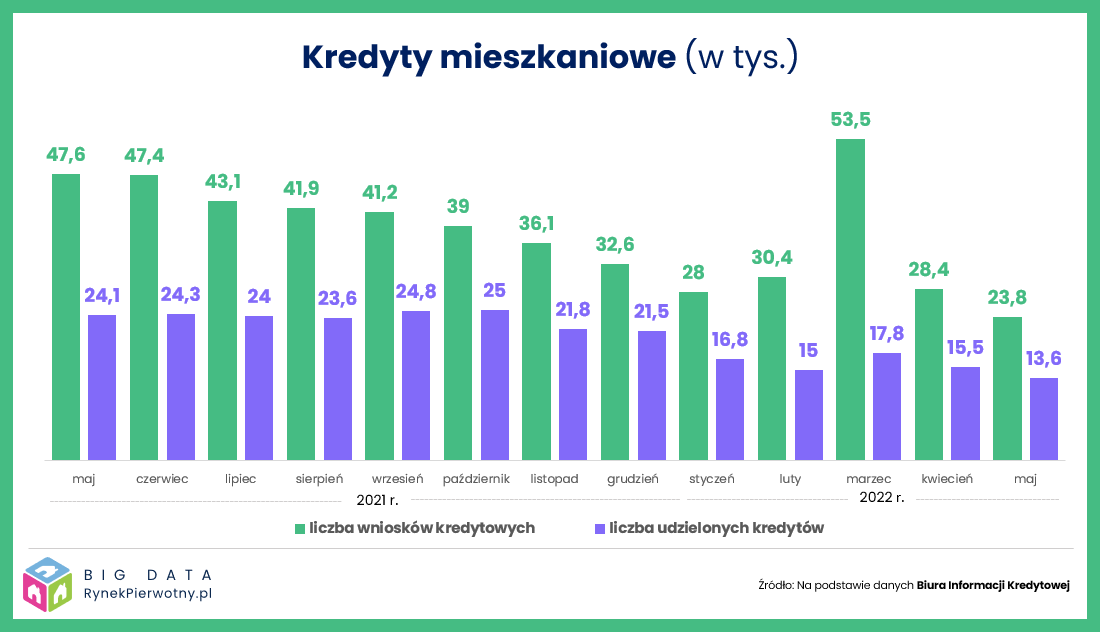 Kredyty mieszkaniowe (w tys.)
47,6 47,4 43,1 41,9 41,2 39 36,1 32,6 28 30,4 53,5 28,4 23,8
24,1 24,3 24 23,6 24,8 25 21,8 21,5 16,8 15 17,8 15,5 13,6
maj czerwiec lipiec sierpień wrzesień październik listopad grudzień styczeń luty marzec kwiecień maj
2021 r. 2022 r.
liczba wniosków kredytowych liczba udzielonych kredytów
BIG DATA
RynekPierwotny.pl
Źródło: Na podstawie danych Biura Informacji Kredytowej